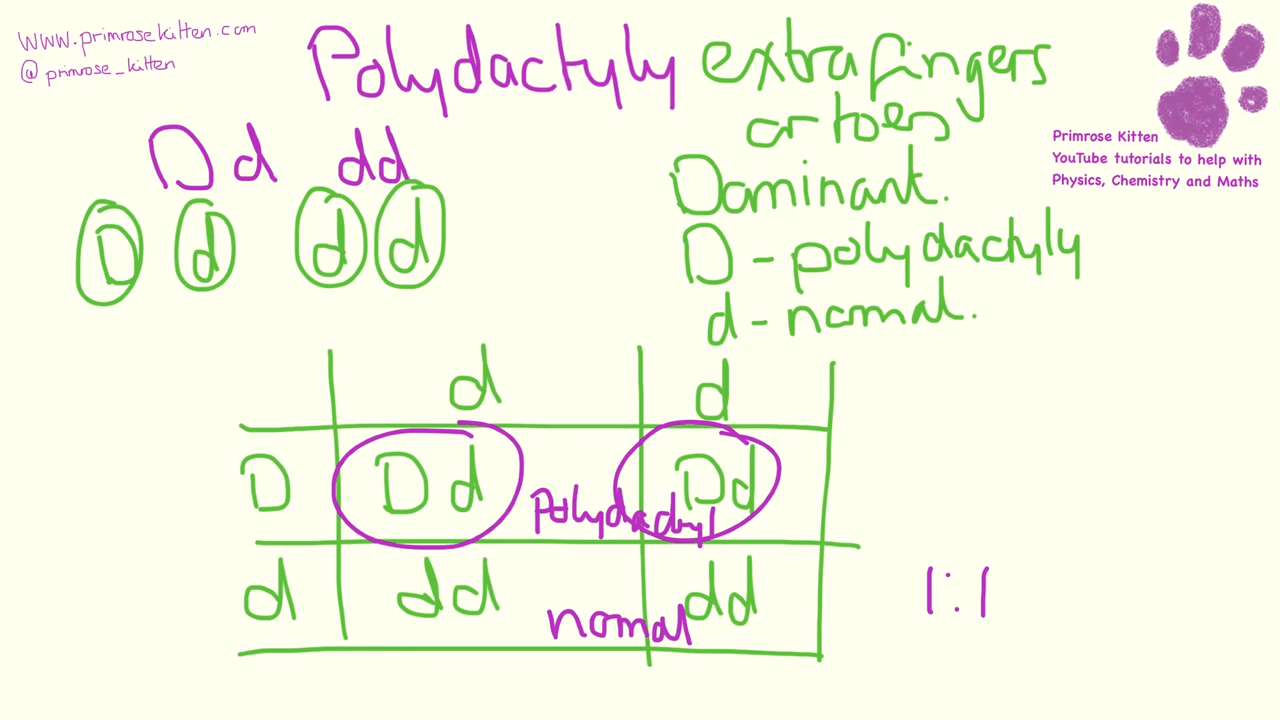 www.primrosekitten.com
@primrose_kitten
Polydactyly extra fingers
or toes
Primrose Kitten
YouTube tutorials to help with
Physics, Chemistry and Maths
Dd dd
D d d d
Dominant.
D - polydactyly
d - normal.
d d
D Dd Dd
Polydactyl
d dd dd
normal
1:1